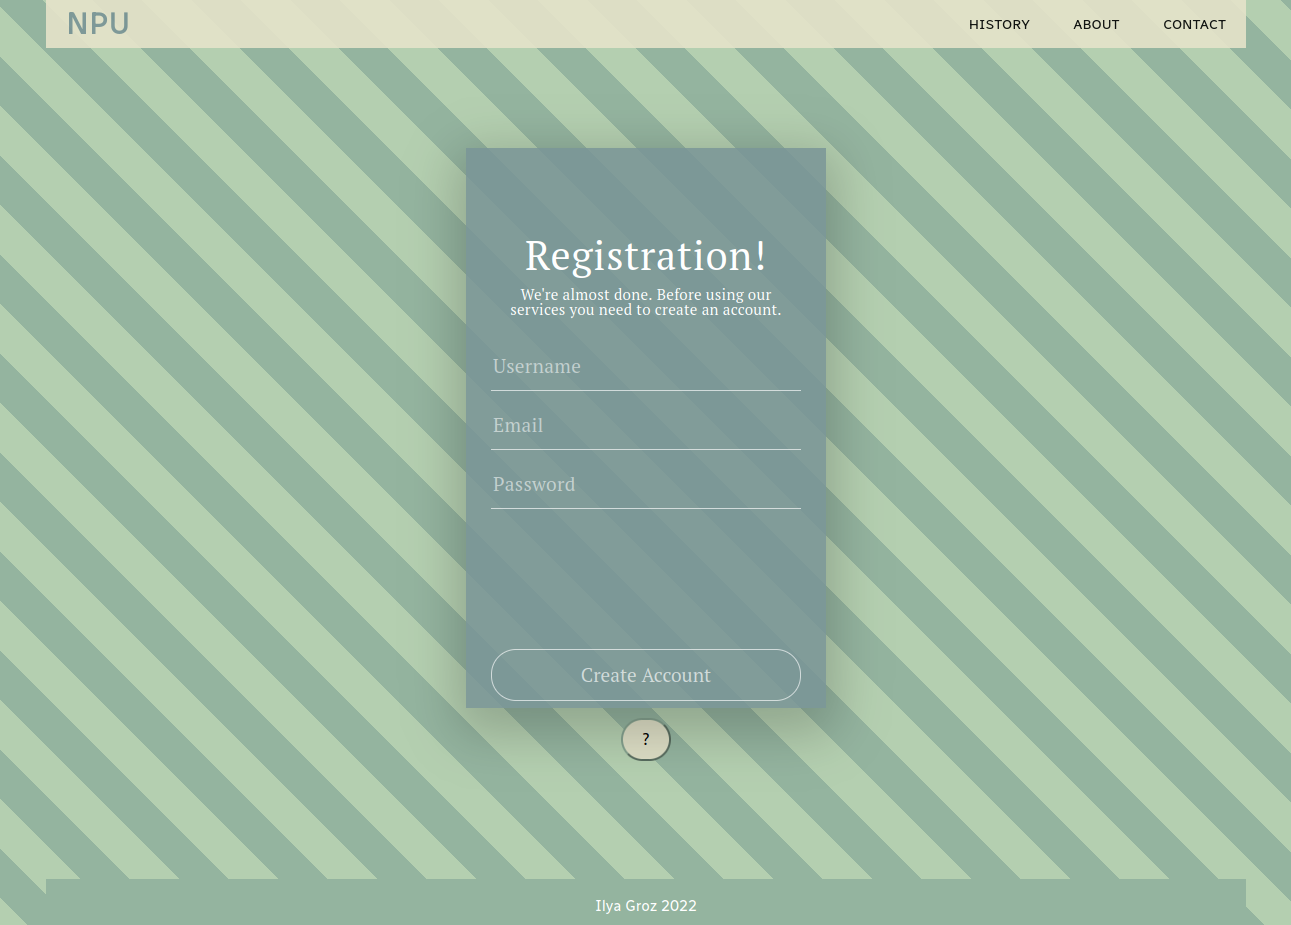 NPU
HISTORY ABOUT CONTACT
Registration!
We're almost done. Before using our
services you need to create an account.
Username
Email
Password
Create Account
?
Ilya Groz 2022